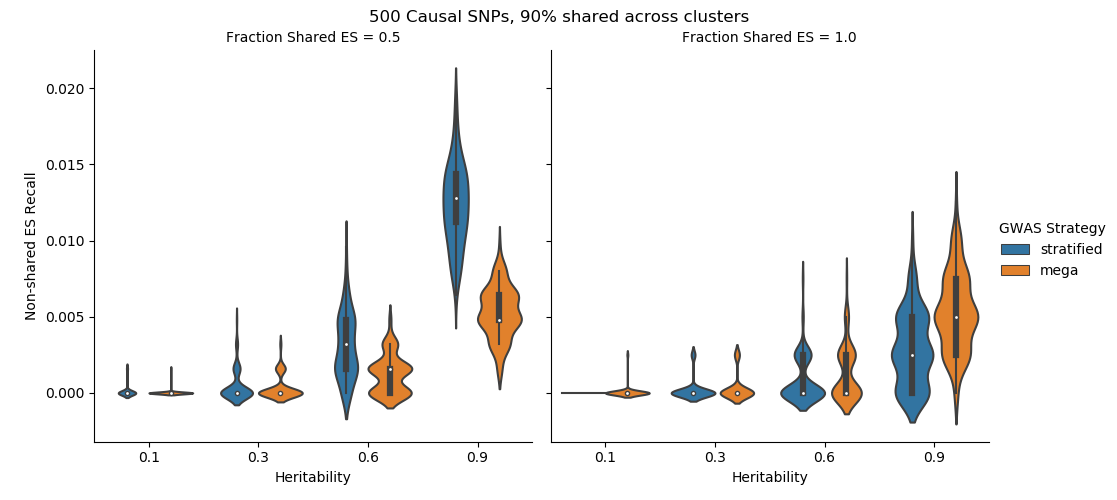 500 Causal SNPs, 90% shared across clusters
Fraction Shared ES = 0.5
Fraction Shared ES = 1.0
0.020
0.015
0.010
0.005
0.000
Non-shared ES Recall
0.1
0.3
0.6
0.9
Heritability
0.1
0.3
0.6
0.9
Heritability
GWAS Strategy
stratified
mega